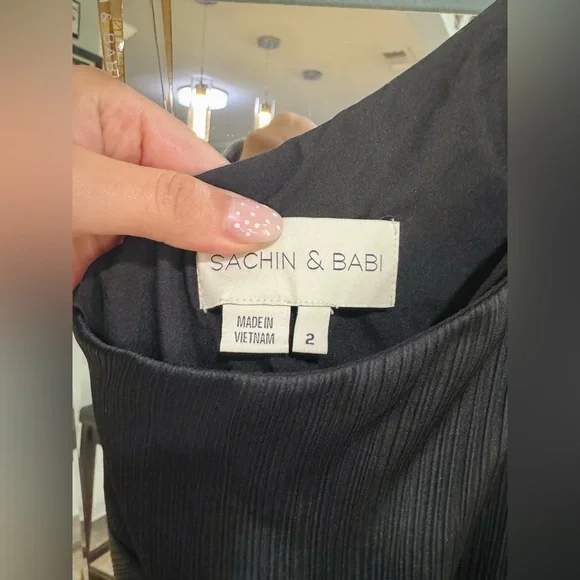 SACHIN & BABI
MADE IN
VIETNAM
2